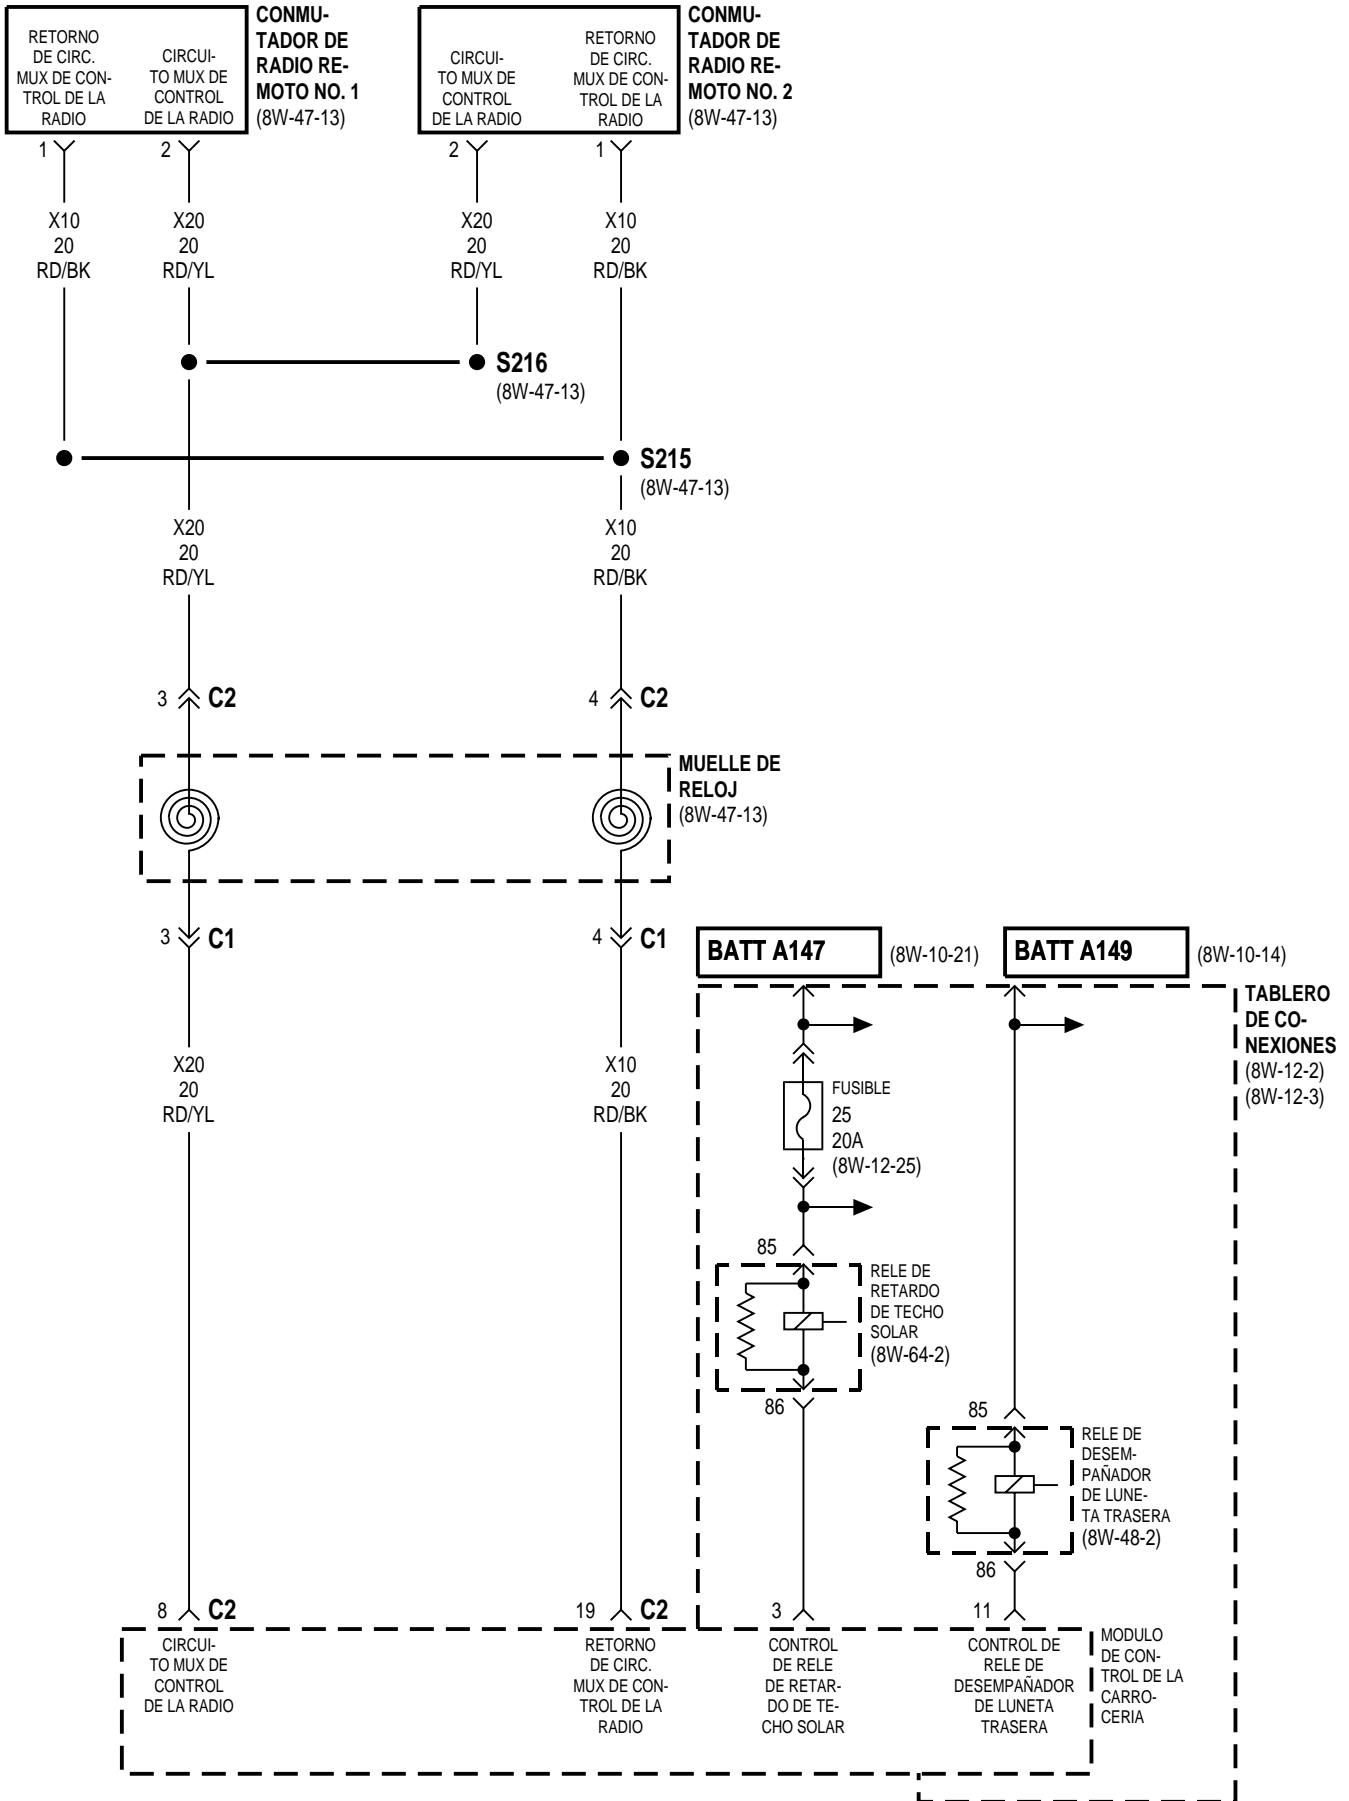 RETORNO
DE CIRC.
MUX DE CON-
TROL DE LA
RADIO
CIRCUI-
TO MUX DE
CONTROL
DE LA RADIO
CONMU-
TADOR DE
RADIO RE-
MOTO NO. 1
(8W-47-13)
CIRCUI-
TO MUX DE
CONTROL
DE LA RADIO
RETORNO
DE CIRC.
MUX DE CON-
TROL DE LA
RADIO
CONMU-
TADOR DE
RADIO RE-
MOTO NO. 2
(8W-47-13)
1
2
2
1
X10
20
RD/BK
X20
20
RD/YL
X20
20
RD/YL
X10
20
RD/BK
S216
(8W-47-13)
S215
(8W-47-13)
X20
20
RD/YL
X10
20
RD/BK
3 C2
4 C2
MUELLE DE
RELOJ
(8W-47-13)
3 C1
4 C1
BATT A147
(8W-10-21)
BATT A149
(8W-10-14)
TABLERO
DE CO-
NEXIONES
(8W-12-2)
(8W-12-3)
X20
20
RD/YL
X10
20
RD/BK
FUSIBLE
25
20A
(8W-12-25)
85
RELE DE
RETARDO
DE TECHO
SOLAR
(8W-64-2)
86
85
RELE DE
DESEM-
PAÑADOR
DE LUNE-
TA TRASERA
(8W-48-2)
86
8 C2
19 C2
3
11
CIRCUI-
TO MUX DE
CONTROL
DE LA RADIO
RETORNO
DE CIRC.
MUX DE CON-
TROL DE LA
RADIO
CONTROL
DE RELE
DE RETAR-
DO DE TE-
CHO SOLAR
CONTROL DE
RELE DE
DESEMPAÑADOR
DE LUNETA
TRASERA
MODULO
DE CON-
TROL DE LA
CARRO-
CERIA